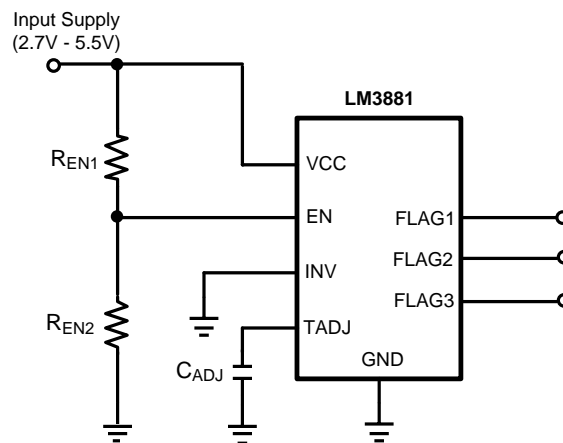 Input Supply
(2.7V - 5.5V)
LM3881
REN1
VCC
EN
FLAG1
FLAG2
INV
FLAG3
REN2
TADJ
CADJ
GND